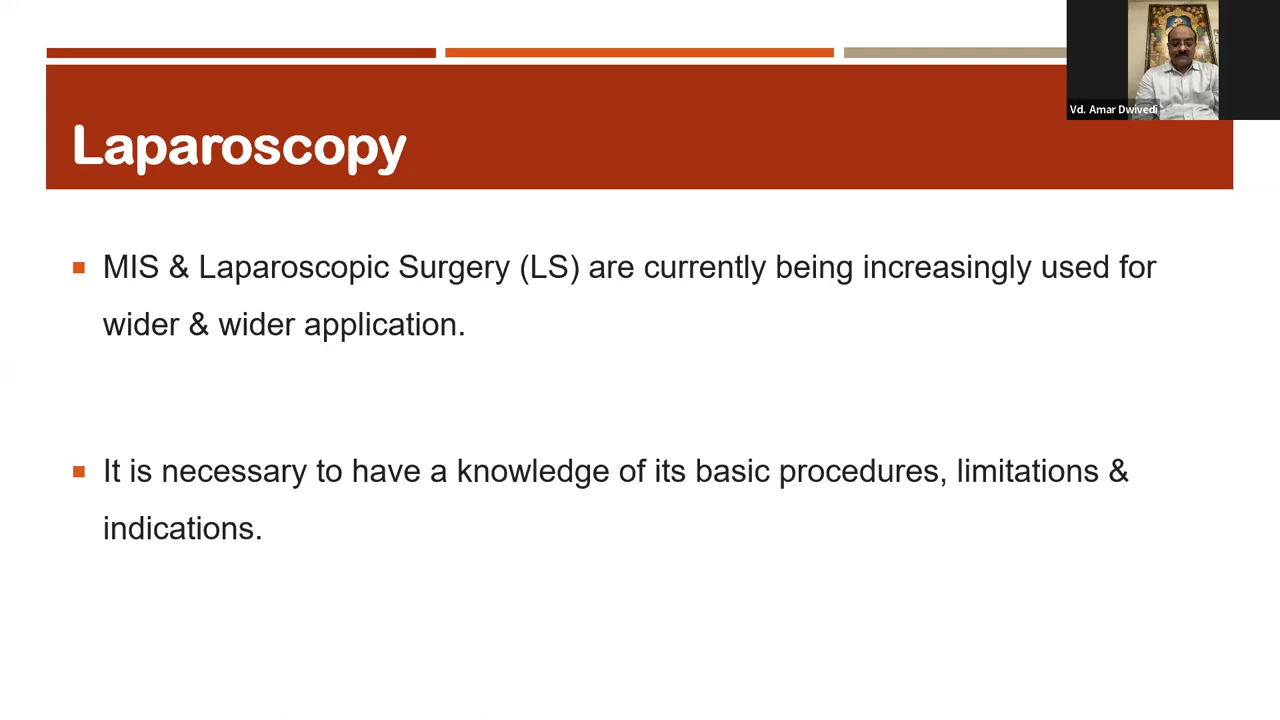 Vd. Amar Dwivedi
Laparoscopy
MIS & Laparoscopic Surgery (LS) are currently being increasingly used for
wider & wider application.
It is necessary to have a knowledge of its basic procedures, limitations &
indications.